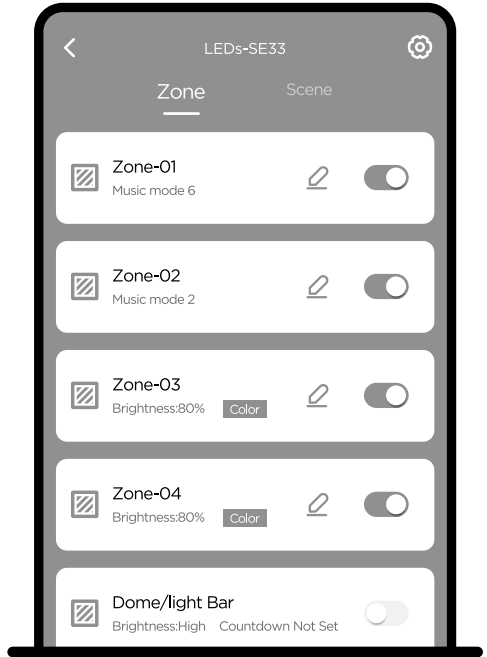 LEDs-SE33
Zone Scene
Zone-01
Music mode 6
Zone-02
Music mode 2
Zone-03
Brightness:80% Color
Zone-04
Brightness:80% Color
Dome/light Bar
Brightness:High Countdown Not Set